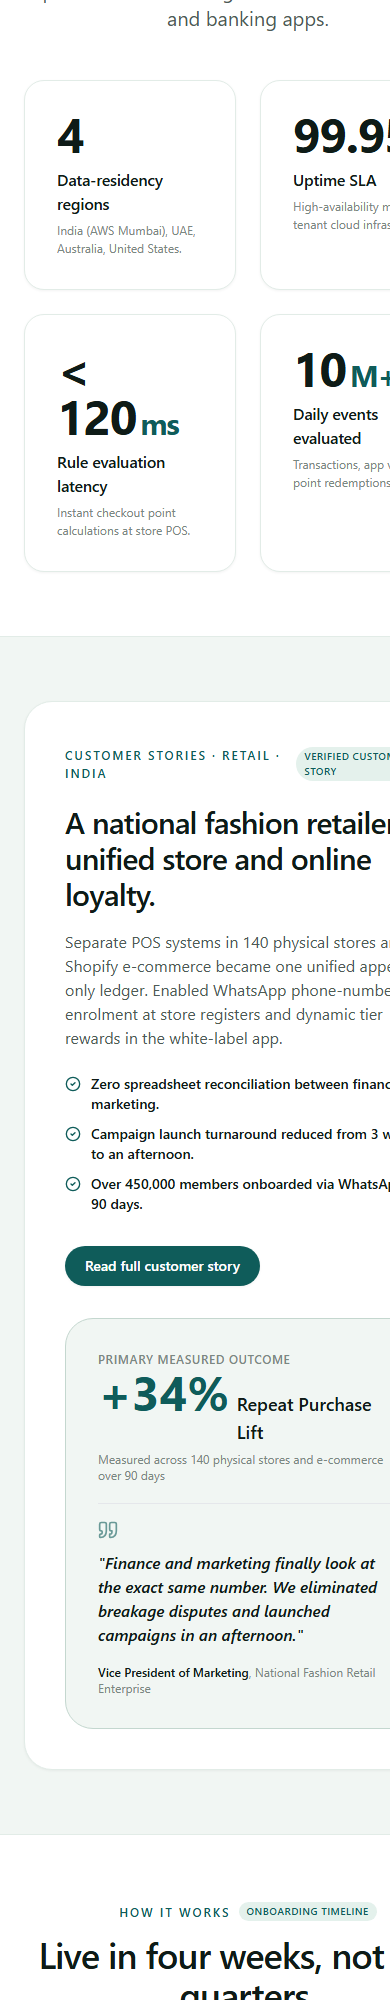 and banking apps.
4
Data-residency
regions
India (AWS Mumbai), UAE,
Australia, United States.
99.95
Uptime SLA
High-availability m
tenant cloud infras
<
120 ms
Rule evaluation
latency
Instant checkout point
calculations at store POS.
10 M+
Daily events
evaluated
Transactions, app v
point redemptions
CUSTOMER STORIES · RETAIL ·
INDIA
VERIFIED CUSTOM
STORY
A national fashion retailer
unified store and online
loyalty.
Separate POS systems in 140 physical stores a
Shopify e-commerce became one unified appe
only ledger. Enabled WhatsApp phone-numbe
enrolment at store registers and dynamic tier
rewards in the white-label app.
Zero spreadsheet reconciliation between financ
marketing.
Campaign launch turnaround reduced from 3 w
to an afternoon.
Over 450,000 members onboarded via WhatsAp
90 days.
Read full customer story
PRIMARY MEASURED OUTCOME
+34% Repeat Purchase
Lift
Measured across 140 physical stores and e-commerce
over 90 days
"Finance and marketing finally look at
the exact same number. We eliminated
breakage disputes and launched
campaigns in an afternoon."
Vice President of Marketing, National Fashion Retail
Enterprise
HOW IT WORKS
ONBOARDING TIMELINE
Live in four weeks, not
quarters